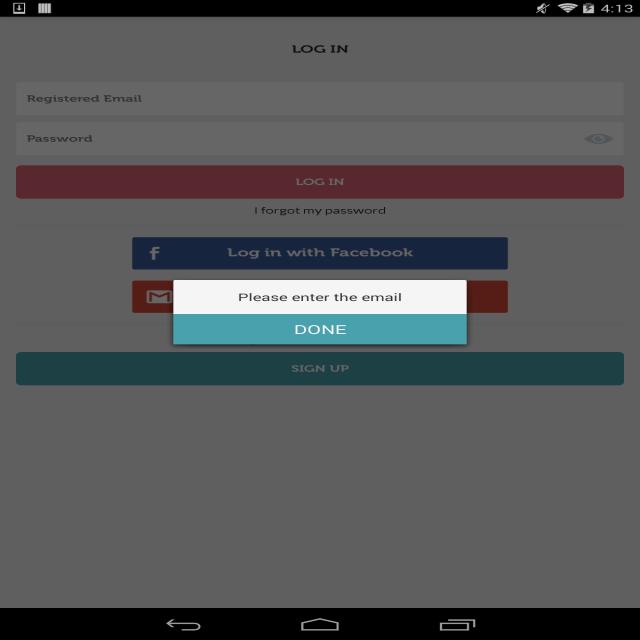 4:13
LOG IN
Registered Email
Password
LOG IN
I forgot my password
f Log in with Facebook
Please enter the email
DONE
SIGN UP